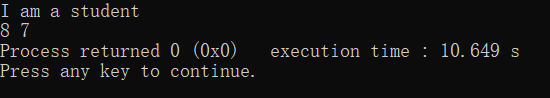 I am a student
8 7
Process returned 0 (0x0)   execution time : 10.649 s
Press any key to continue.